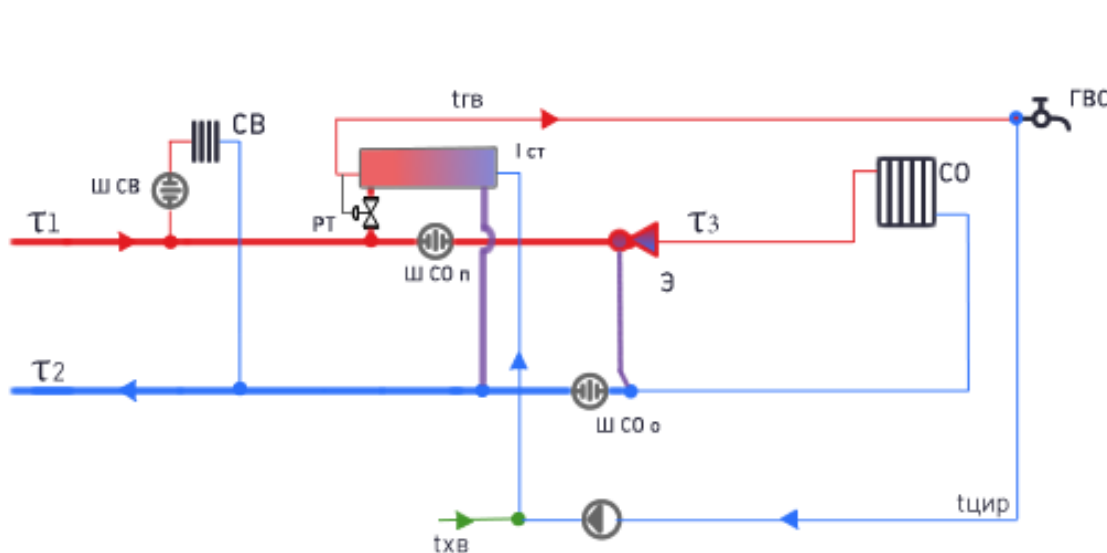 tгв
ГВС
СВ
I ст
Ш СВ
СО
τ1
РТ
τ3
Ш СО п
Э
τ2
Ш СО о
tцир
tхв